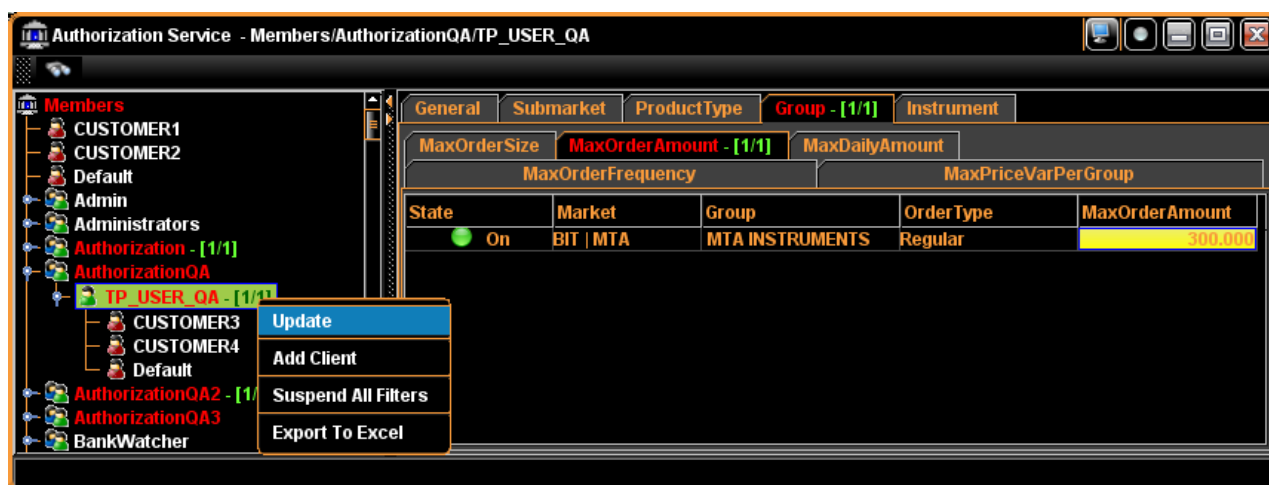 Authorization Service - Members/AuthorizationQA/TP_USER_QA
Members
CUSTOMER1
CUSTOMER2
Default
Admin
Administrators
Authorization - [1/1]
AuthorizationQA
TP_USER_QA - [1/1]
CUSTOMER3
CUSTOMER4
Default
AuthorizationQA2 - [1/
AuthorizationQA3
BankWatcher
Update
Add Client
Suspend All Filters
Export To Excel
General Submarket ProductType Group - [1/1] Instrument
MaxOrderSize MaxOrderAmount - [1/1] MaxDailyAmount
MaxOrderFrequency MaxPriceVarPerGroup
State Market Group OrderType MaxOrderAmount
On BIT | MTA MTA INSTRUMENTS Regular 300.000